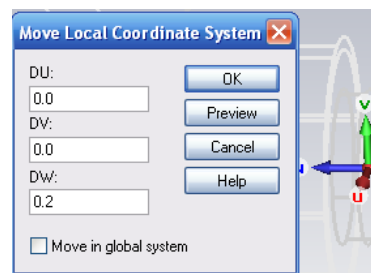 Move Local Coordinate System
DU:
OK
0.0
Preview
DV:
0.0
Cancel
DW:
Help
0.2
Move in global system
v
u